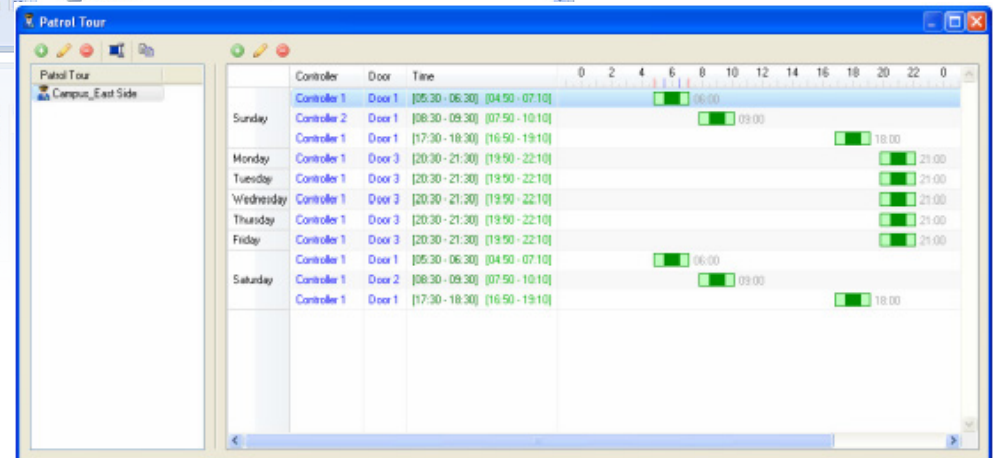 Patrol Tour
Patrol Tour
Campus_East Side
Controller Door Time 0 2 4 6 8 10 12 14 16 18 20 22 0
Controller 1 Door 1 [05:30 - 06:30] [04:50 - 07:10] 06:00
Sunday Controller 2 Door 1 [08:30 - 09:30] [07:50 - 10:10] 09:00
Controller 1 Door 1 [17:30 - 18:30] [16:50 - 19:10] 18:00
Monday Controller 1 Door 3 [20:30 - 21:30] [19:50 - 22:10] 21:00
Tuesday Controller 1 Door 3 [20:30 - 21:30] [19:50 - 22:10] 21:00
Wednesday Controller 1 Door 3 [20:30 - 21:30] [19:50 - 22:10] 21:00
Thursday Controller 1 Door 3 [20:30 - 21:30] [19:50 - 22:10] 21:00
Friday Controller 1 Door 3 [20:30 - 21:30] [19:50 - 22:10] 21:00
Controller 1 Door 1 [05:30 - 06:30] [04:50 - 07:10] 06:00
Saturday Controller 1 Door 2 [08:30 - 09:30] [07:50 - 10:10] 09:00
Controller 1 Door 1 [17:30 - 18:30] [16:50 - 19:10] 18:00